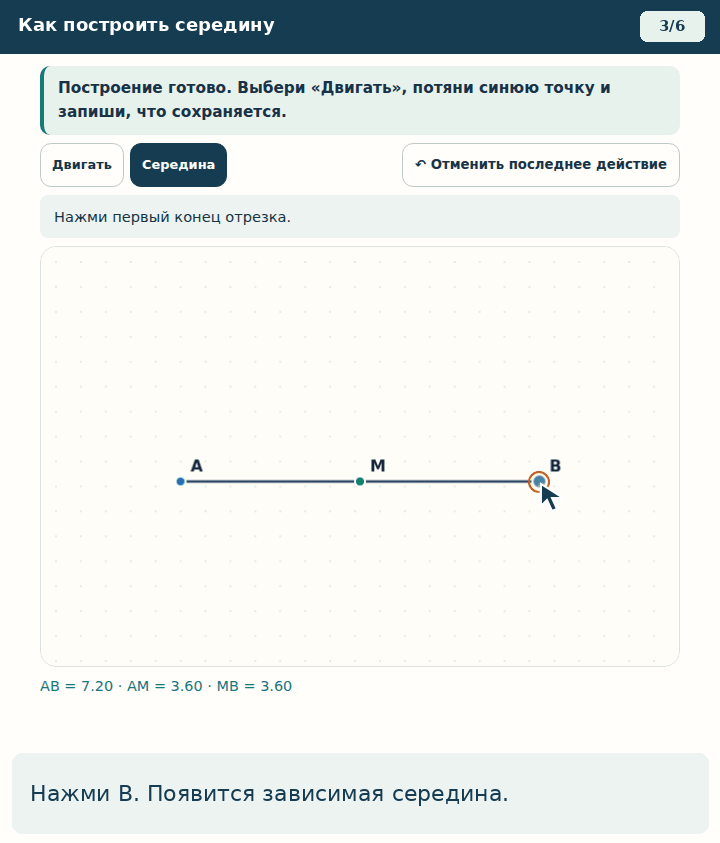 Как построить середину
3/6
Построение готово. Выбери «Двигать», потяни синюю точку и
запиши, что сохраняется.
Двигать
Середина
↶ Отменить последнее действие
Нажми первый конец отрезка.
A
M
B
AB = 7.20 · AM = 3.60 · MB = 3.60
Нажми B. Появится зависимая середина.